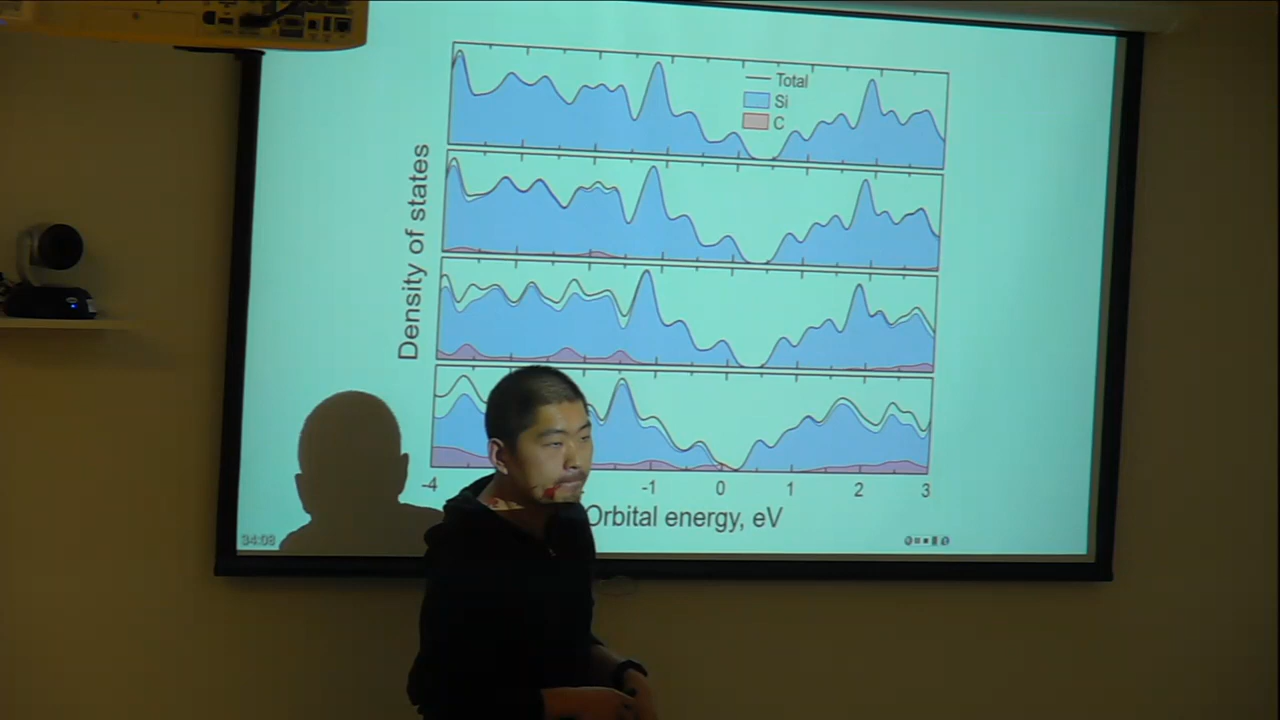 Total
Si
C
Density of states
-4
-1
0
1
2
3
Orbital energy, eV
34:08